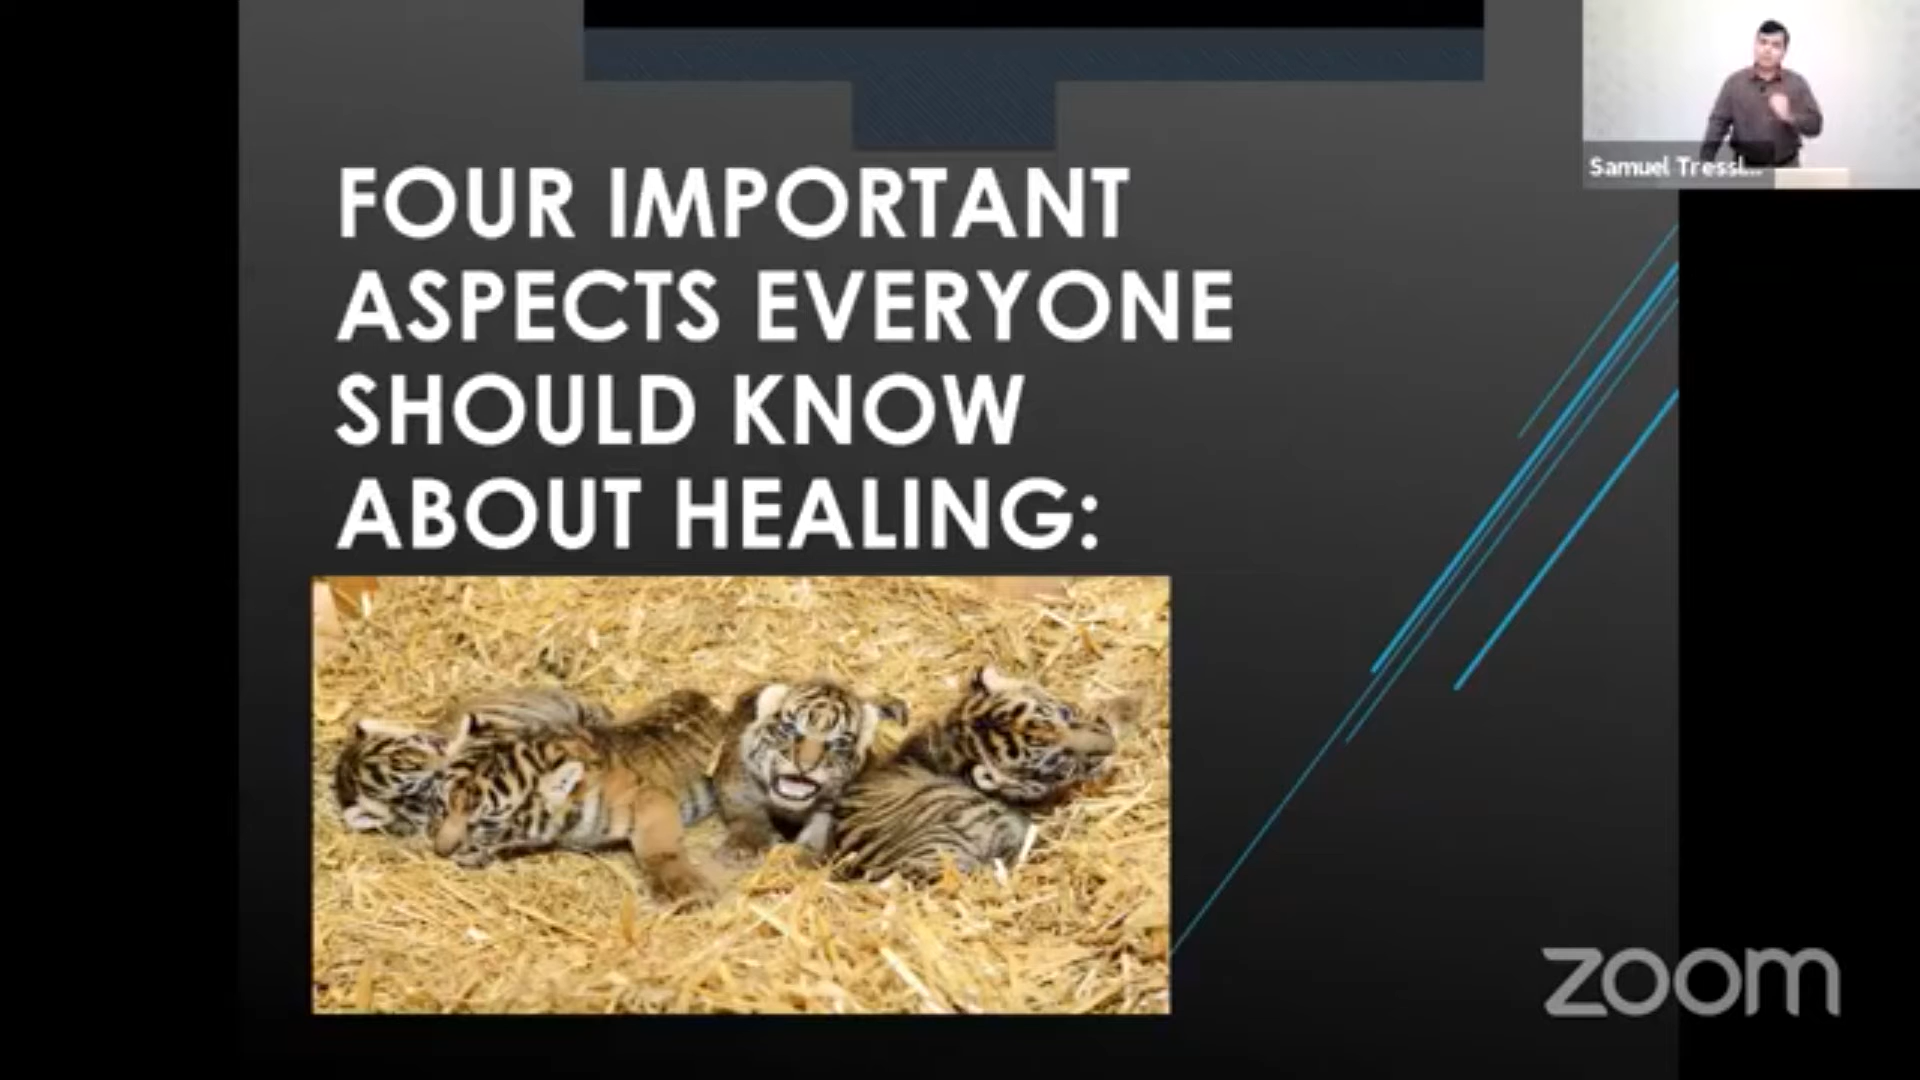 Samuel Tressl...
FOUR IMPORTANT
ASPECTS EVERYONE
SHOULD KNOW
ABOUT HEALING:
zoom